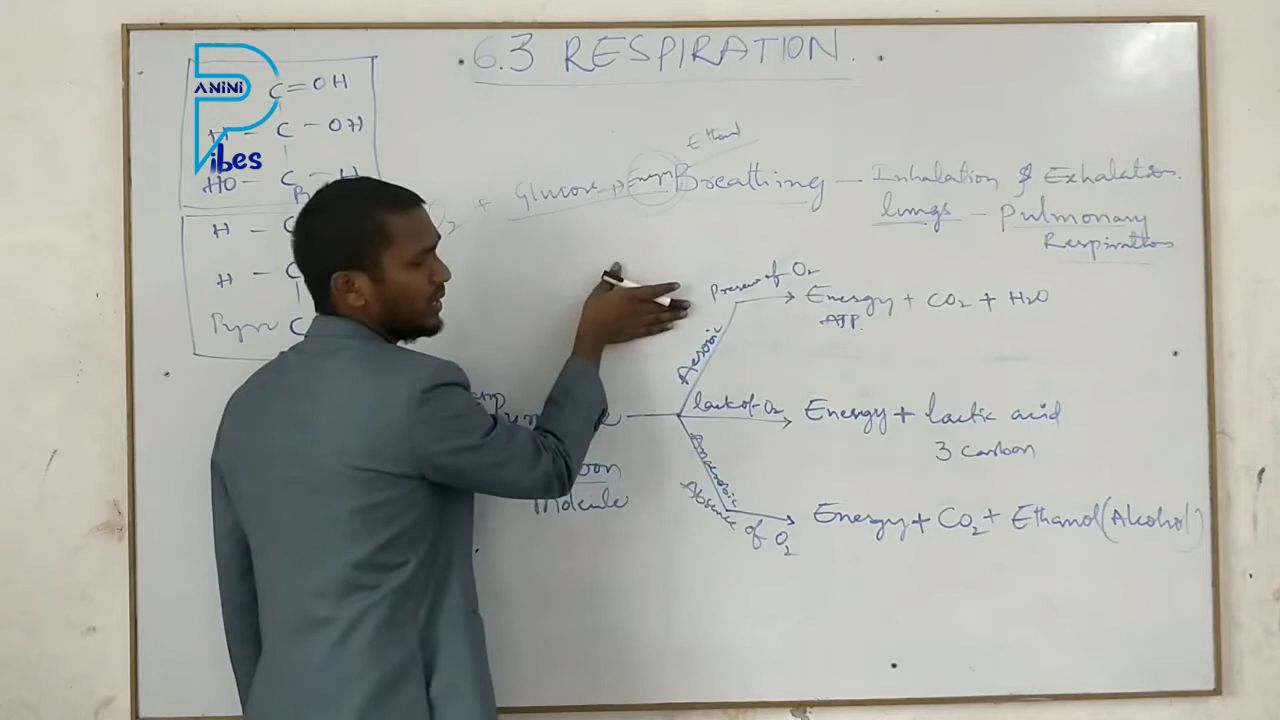 6.3 RESPIRATION.
PANINI
ibes
C=OH
H - C - OH
HO - C - H
H - C
H - C
C
Ethanol
O2 + Glucose → Breathing - Inhalation & Exhalation.
lungs - Pulmonary
Respiration
Presence of O2
Energy + CO2 + H2O
ATP.
Aerobic
lack of O2
Energy + lactic acid
3 carbon
Molecule
Anaerobic
Absence of O2
Energy + CO2 + Ethanol (Alcohol)